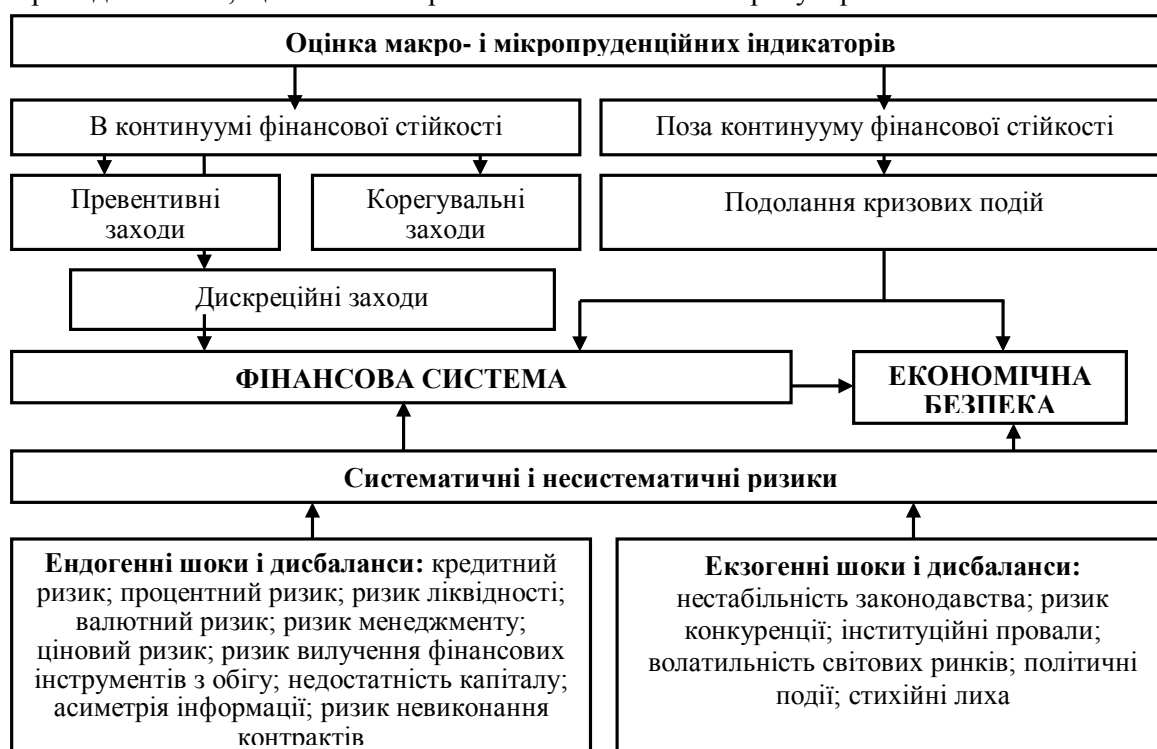 Оцінка макро- і мікропруденційних індикаторів
В континуумі фінансової стійкості
Поза континууму фінансової стійкості
Превентивні
заходи
Корегувальні
заходи
Подолання кризових подій
Дискреційні заходи
ФІНАНСОВА СИСТЕМА
ЕКОНОМІЧНА
БЕЗПЕКА
Систематичні і несистематичні ризики
Ендогенні шоки і дисбаланси: кредитний
ризик; процентний ризик; ризик ліквідності;
валютний ризик; ризик менеджменту;
ціновий ризик; ризик вилучення фінансових
інструментів з обігу; недостатність капіталу;
асиметрія інформації; ризик невиконання
контрактів
Екзогенні шоки і дисбаланси:
нестабільність законодавства; ризик
конкуренції; інституційні провали;
волатильність світових ринків; політичні
події; стихійні лиха